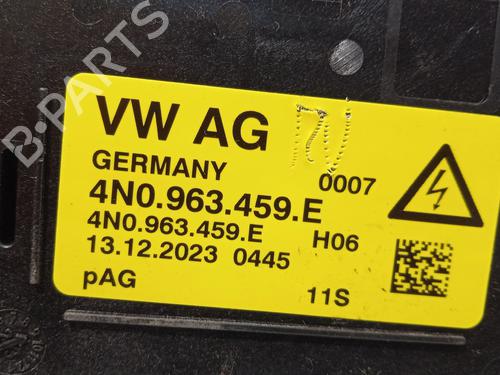 B-PARTS
VW AG
GERMANY
0007
4N0.963.459.E
4N0.963.459.E H06
13.12.2023 0445
pAG
11S